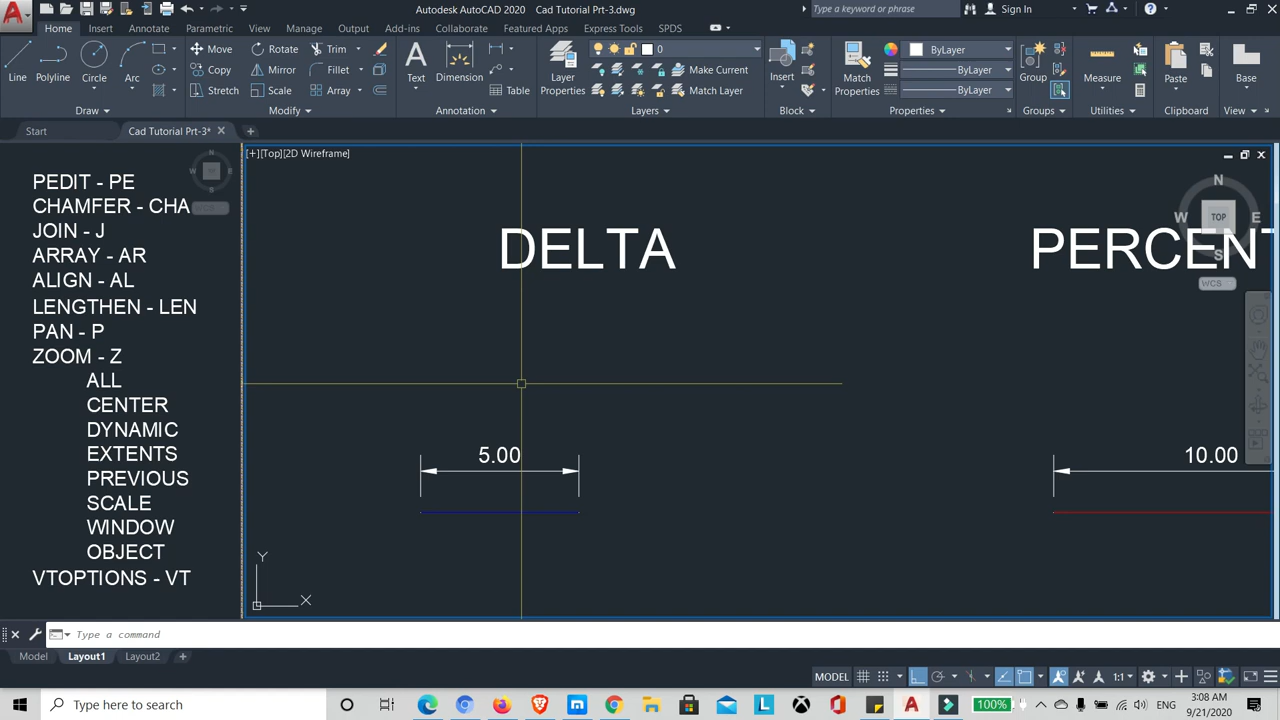 Autodesk AutoCAD 2020 Cad Tutorial Prt-3.dwg
Type a keyword or phrase
Sign In
Home Insert Annotate Parametric View Manage Output Add-ins Collaborate Featured Apps Express Tools SPDS
Line Polyline Circle Arc
Move Rotate Trim
Copy Mirror Fillet
Stretch Scale Array
Text Dimension Table
Layer Properties
0
Make Current
Match Layer
Insert
Match Properties
ByLayer
ByLayer
ByLayer
Group
Measure
Paste
Base
Draw Modify Annotation Layers Block Properties Groups Utilities Clipboard View
Start Cad Tutorial Prt-3*
[+][Top][2D Wireframe]
PEDIT - PE
CHAMFER - CHA
JOIN - J
ARRAY - AR
ALIGN - AL
LENGTHEN - LEN
PAN - P
ZOOM - Z
ALL
CENTER
DYNAMIC
EXTENTS
PREVIOUS
SCALE
WINDOW
OBJECT
VTOPTIONS - VT
N
W E
S
WCS
DELTA
PERCENT
N
W TOP E
S
WCS
5.00
10.00
Y
X
Type a command
Model Layout1 Layout2
MODEL
1:1
Type here to search
100%
ENG
3:08 AM
9/21/2020